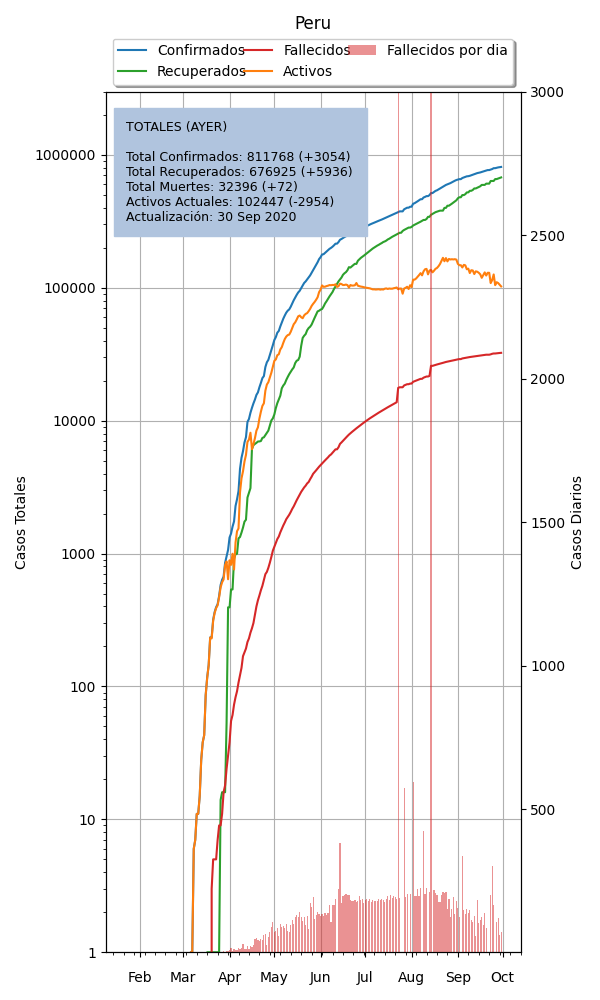 Peru
Confirmados
Fallecidos
Fallecidos por dia
Recuperados
Activos
TOTALES (AYER)
Total Confirmados: 811768 (+3054)
Total Recuperados: 676925 (+5936)
Total Muertes: 32396 (+72)
Activos Actuales: 102447 (-2954)
Actualización: 30 Sep 2020
Casos Totales
1000000
100000
10000
1000
100
10
1
3000
2500
2000
1500
1000
500
Casos Diarios
Feb Mar Apr May Jun Jul Aug Sep Oct